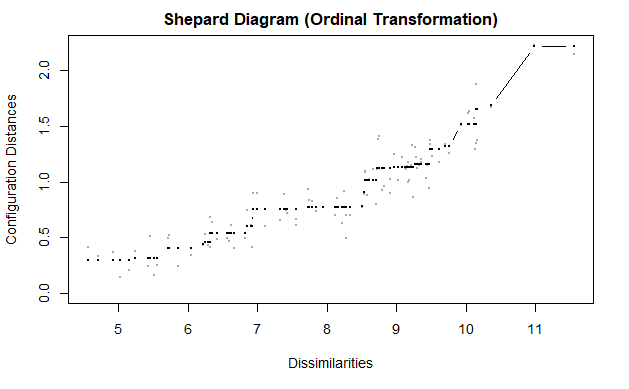 Shepard Diagram (Ordinal Transformation)
Configuration Distances
2.0
1.5
1.0
0.5
0.0
5 6 7 8 9 10 11
Dissimilarities